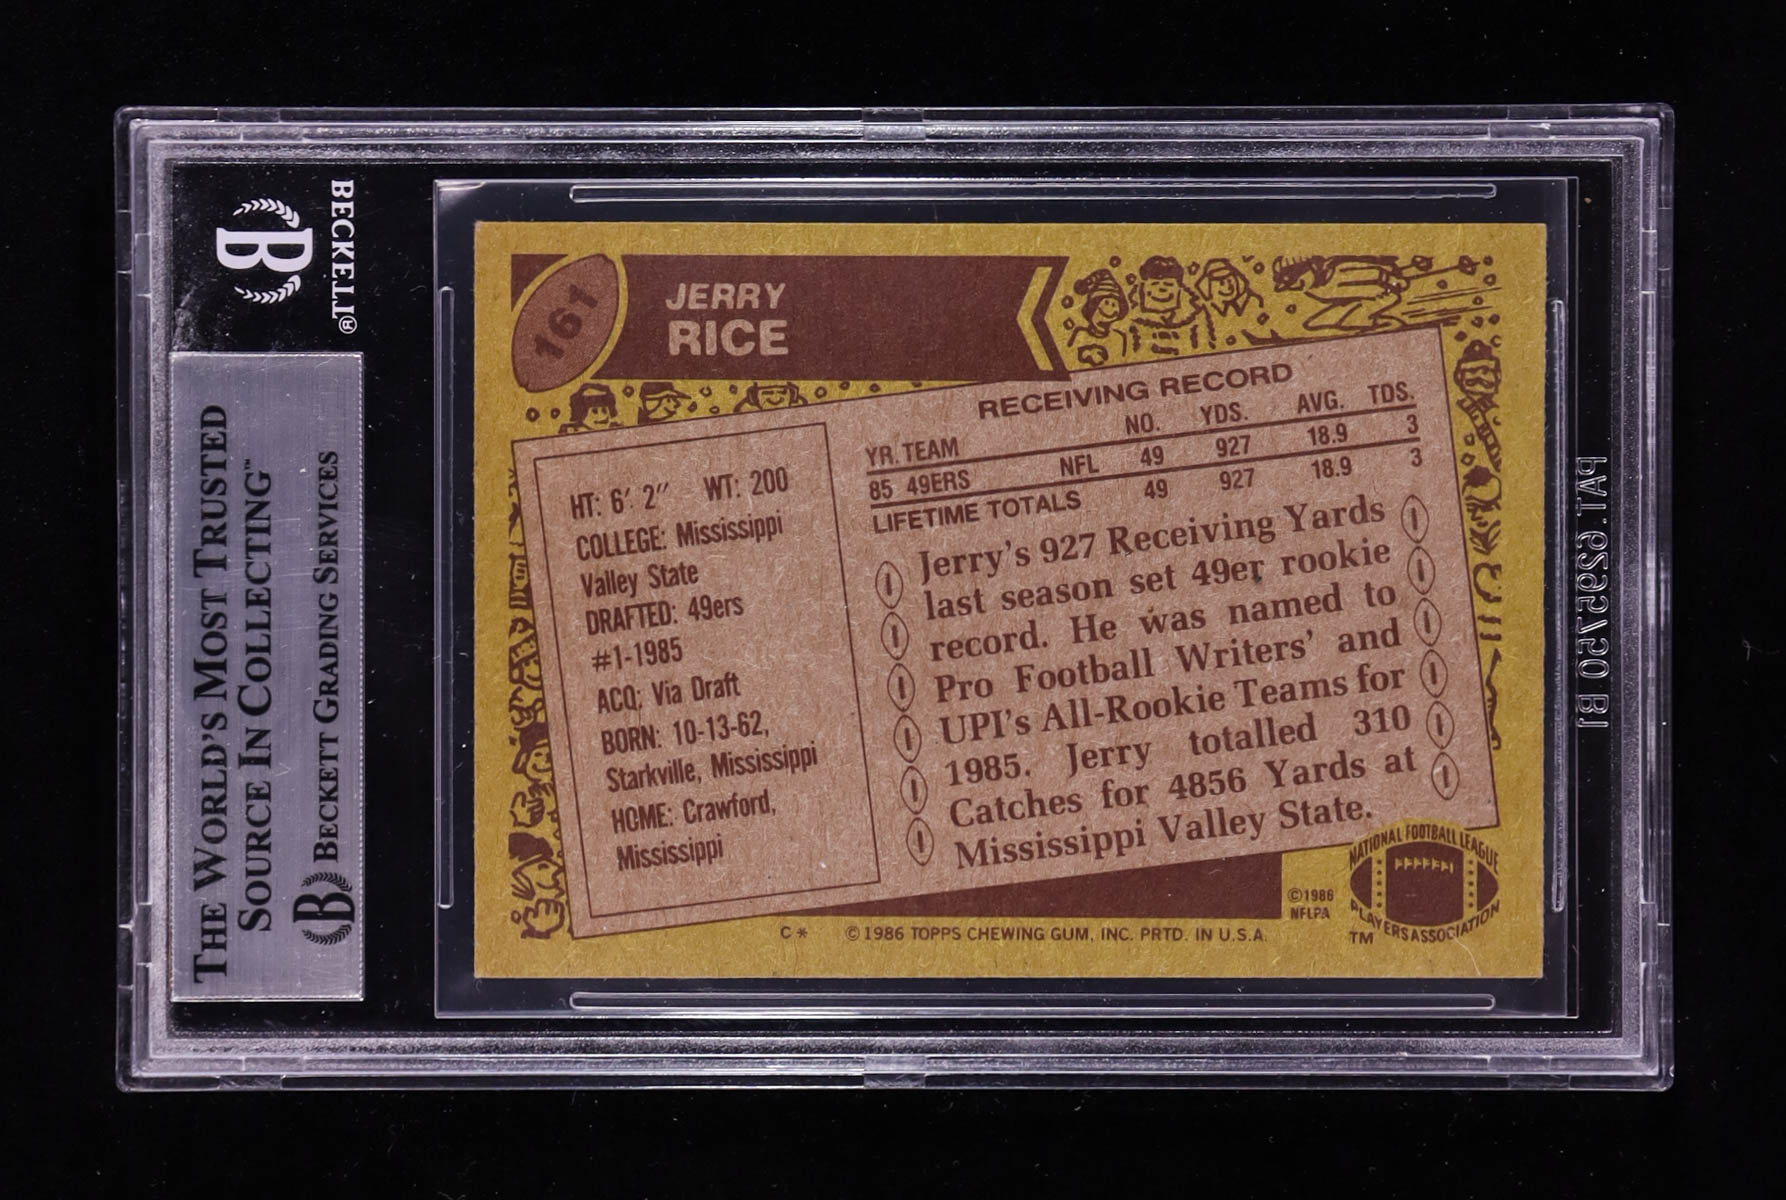 BECKETT®
B
THE WORLD'S MOST TRUSTED
SOURCE IN COLLECTING™
B BECKETT GRADING SERVICES
161
JERRY
RICE
RECEIVING RECORD
YR. TEAM NO. YDS. AVG. TDS.
85 49ERS NFL 49 927 18.9 3
LIFETIME TOTALS 49 927 18.9 3
HT: 6' 2" WT: 200
COLLEGE: Mississippi
Valley State
DRAFTED: 49ers
#1-1985
ACQ: Via Draft
BORN: 10-13-62,
Starkville, Mississippi
HOME: Crawford,
Mississippi
Jerry's 927 Receiving Yards
last season set 49er rookie
record. He was named to
Pro Football Writers' and
UPI's All-Rookie Teams for
1985. Jerry totalled 310
Catches for 4856 Yards at
Mississippi Valley State.
©1986
NFLPA
NATIONAL FOOTBALL LEAGUE
PLAYERS ASSOCIATION
TM
C* ©1986 TOPPS CHEWING GUM, INC. PRTD. IN U.S.A.
PAT. 6295750 B1